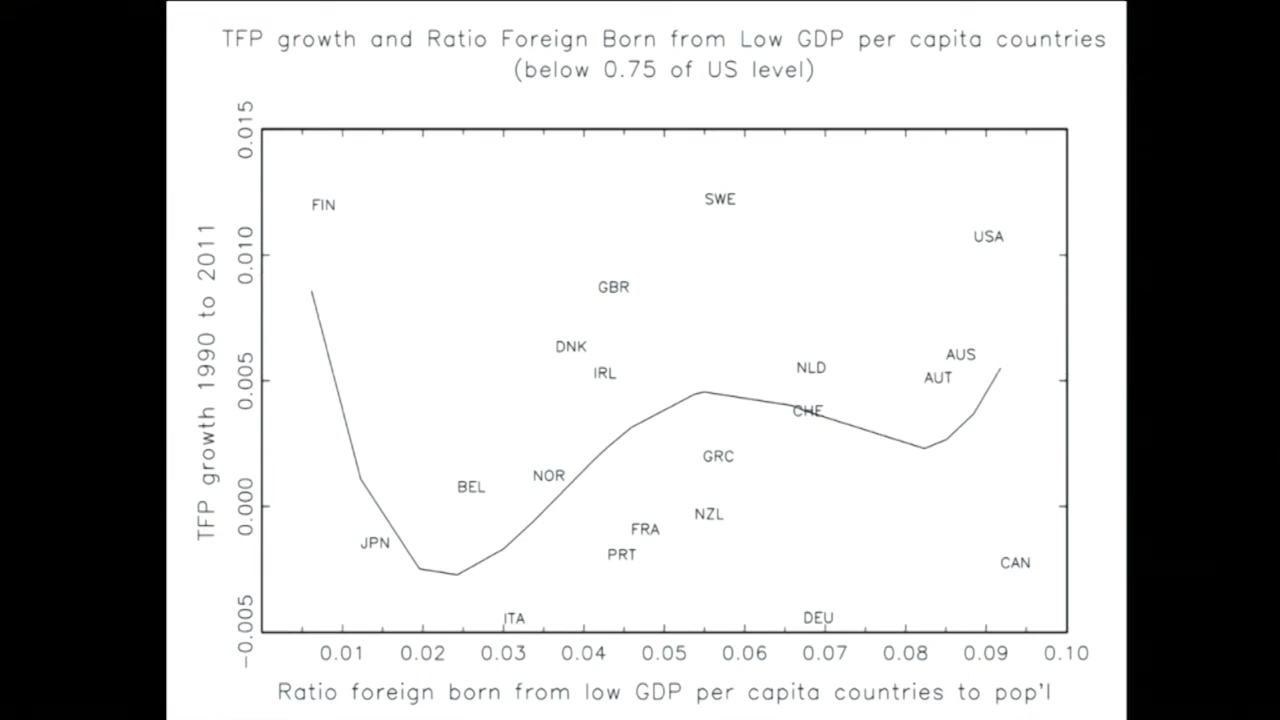 TFP growth and Ratio Foreign Born from Low GDP per capita countries
(below 0.75 of US level)
TFP growth 1990 to 2011
0.015
0.010
0.005
0.000
−0.005
FIN
SWE
USA
GBR
DNK
IRL
NLD
AUS
AUT
CHE
GRC
NOR
BEL
NZL
FRA
JPN
PRT
CAN
ITA
DEU
0.01 0.02 0.03 0.04 0.05 0.06 0.07 0.08 0.09 0.10
Ratio foreign born from low GDP per capita countries to pop'l